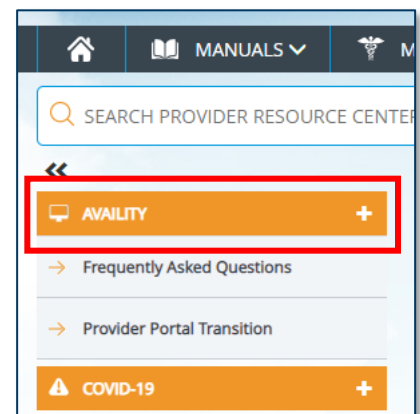 MANUALS M
SEARCH PROVIDER RESOURCE CENTER
AVAILITY
Frequently Asked Questions
Provider Portal Transition
COVID-19